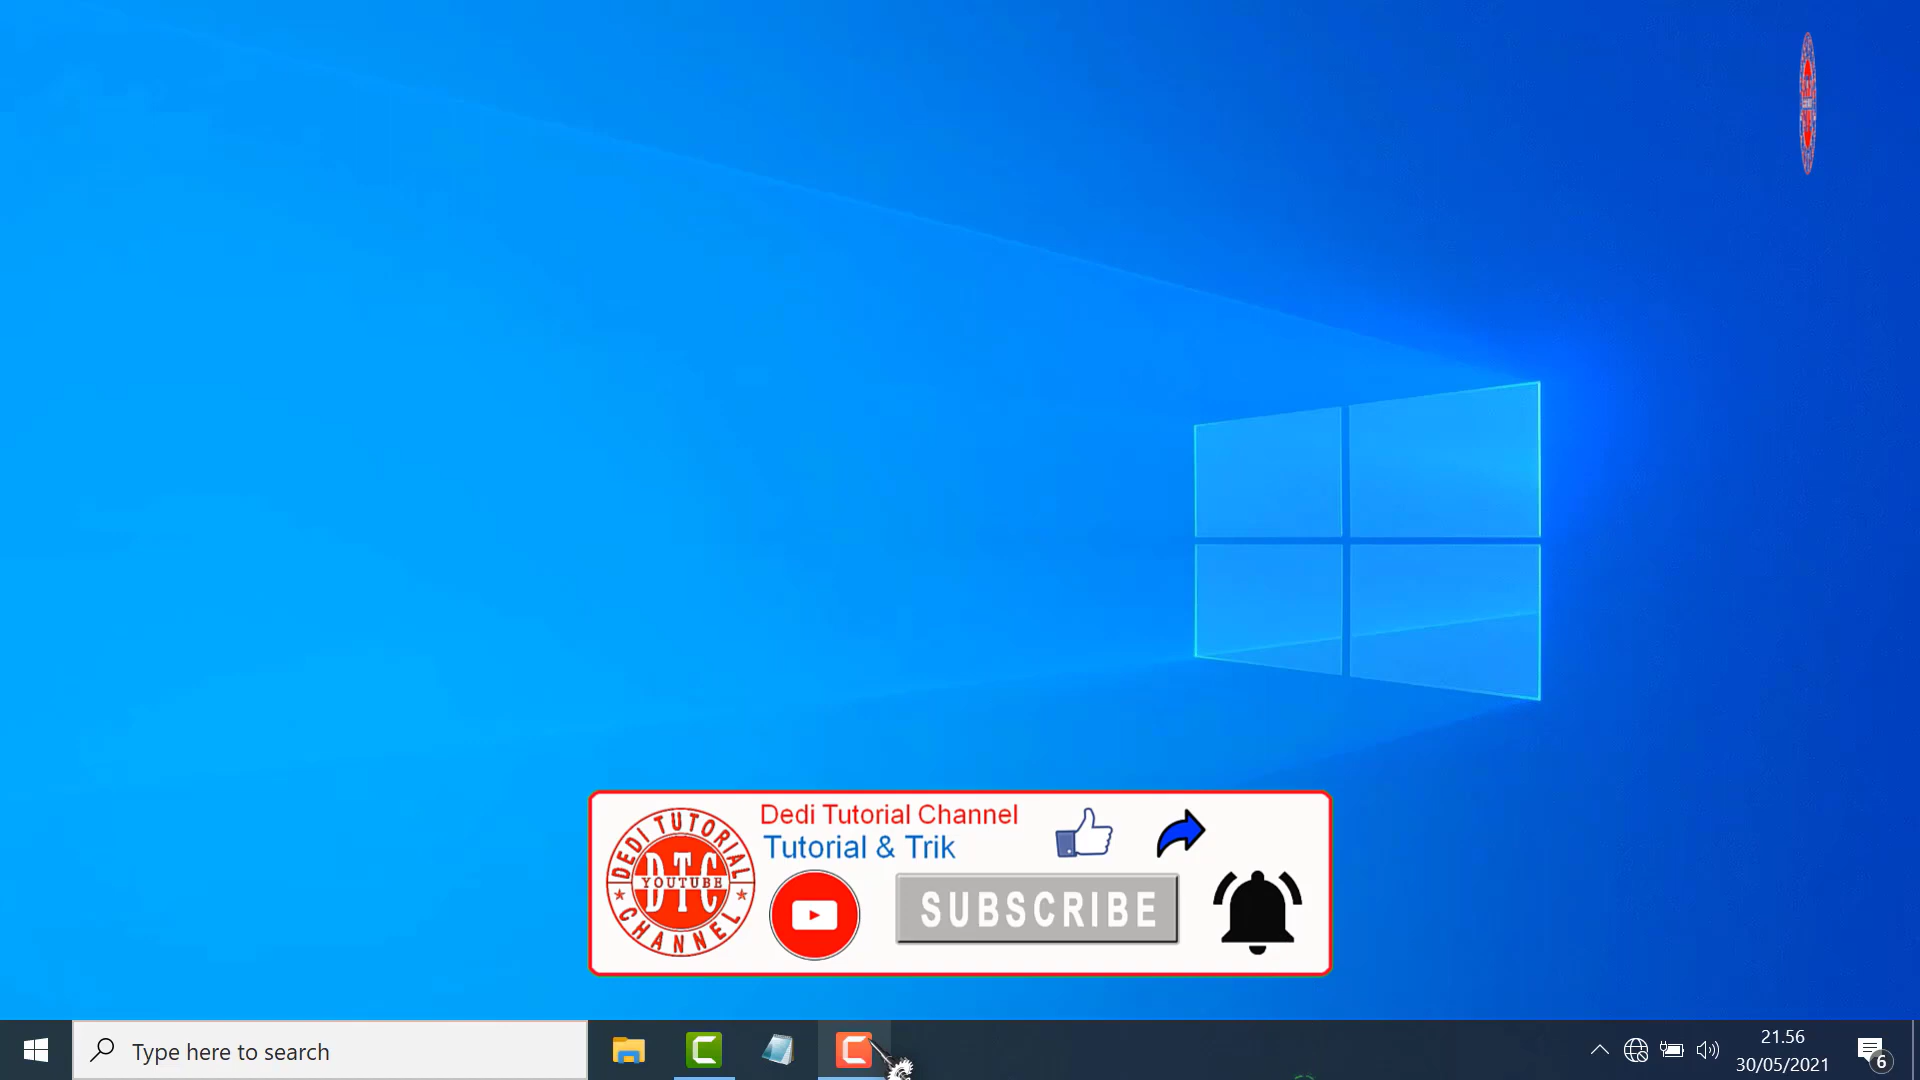 Dedi Tutorial Channel
Tutorial & Trik
DEDI TUTORIAL
DTC
YOUTUBE
CHANNEL
SUBSCRIBE
Type here to search
21.56
30/05/2021
6